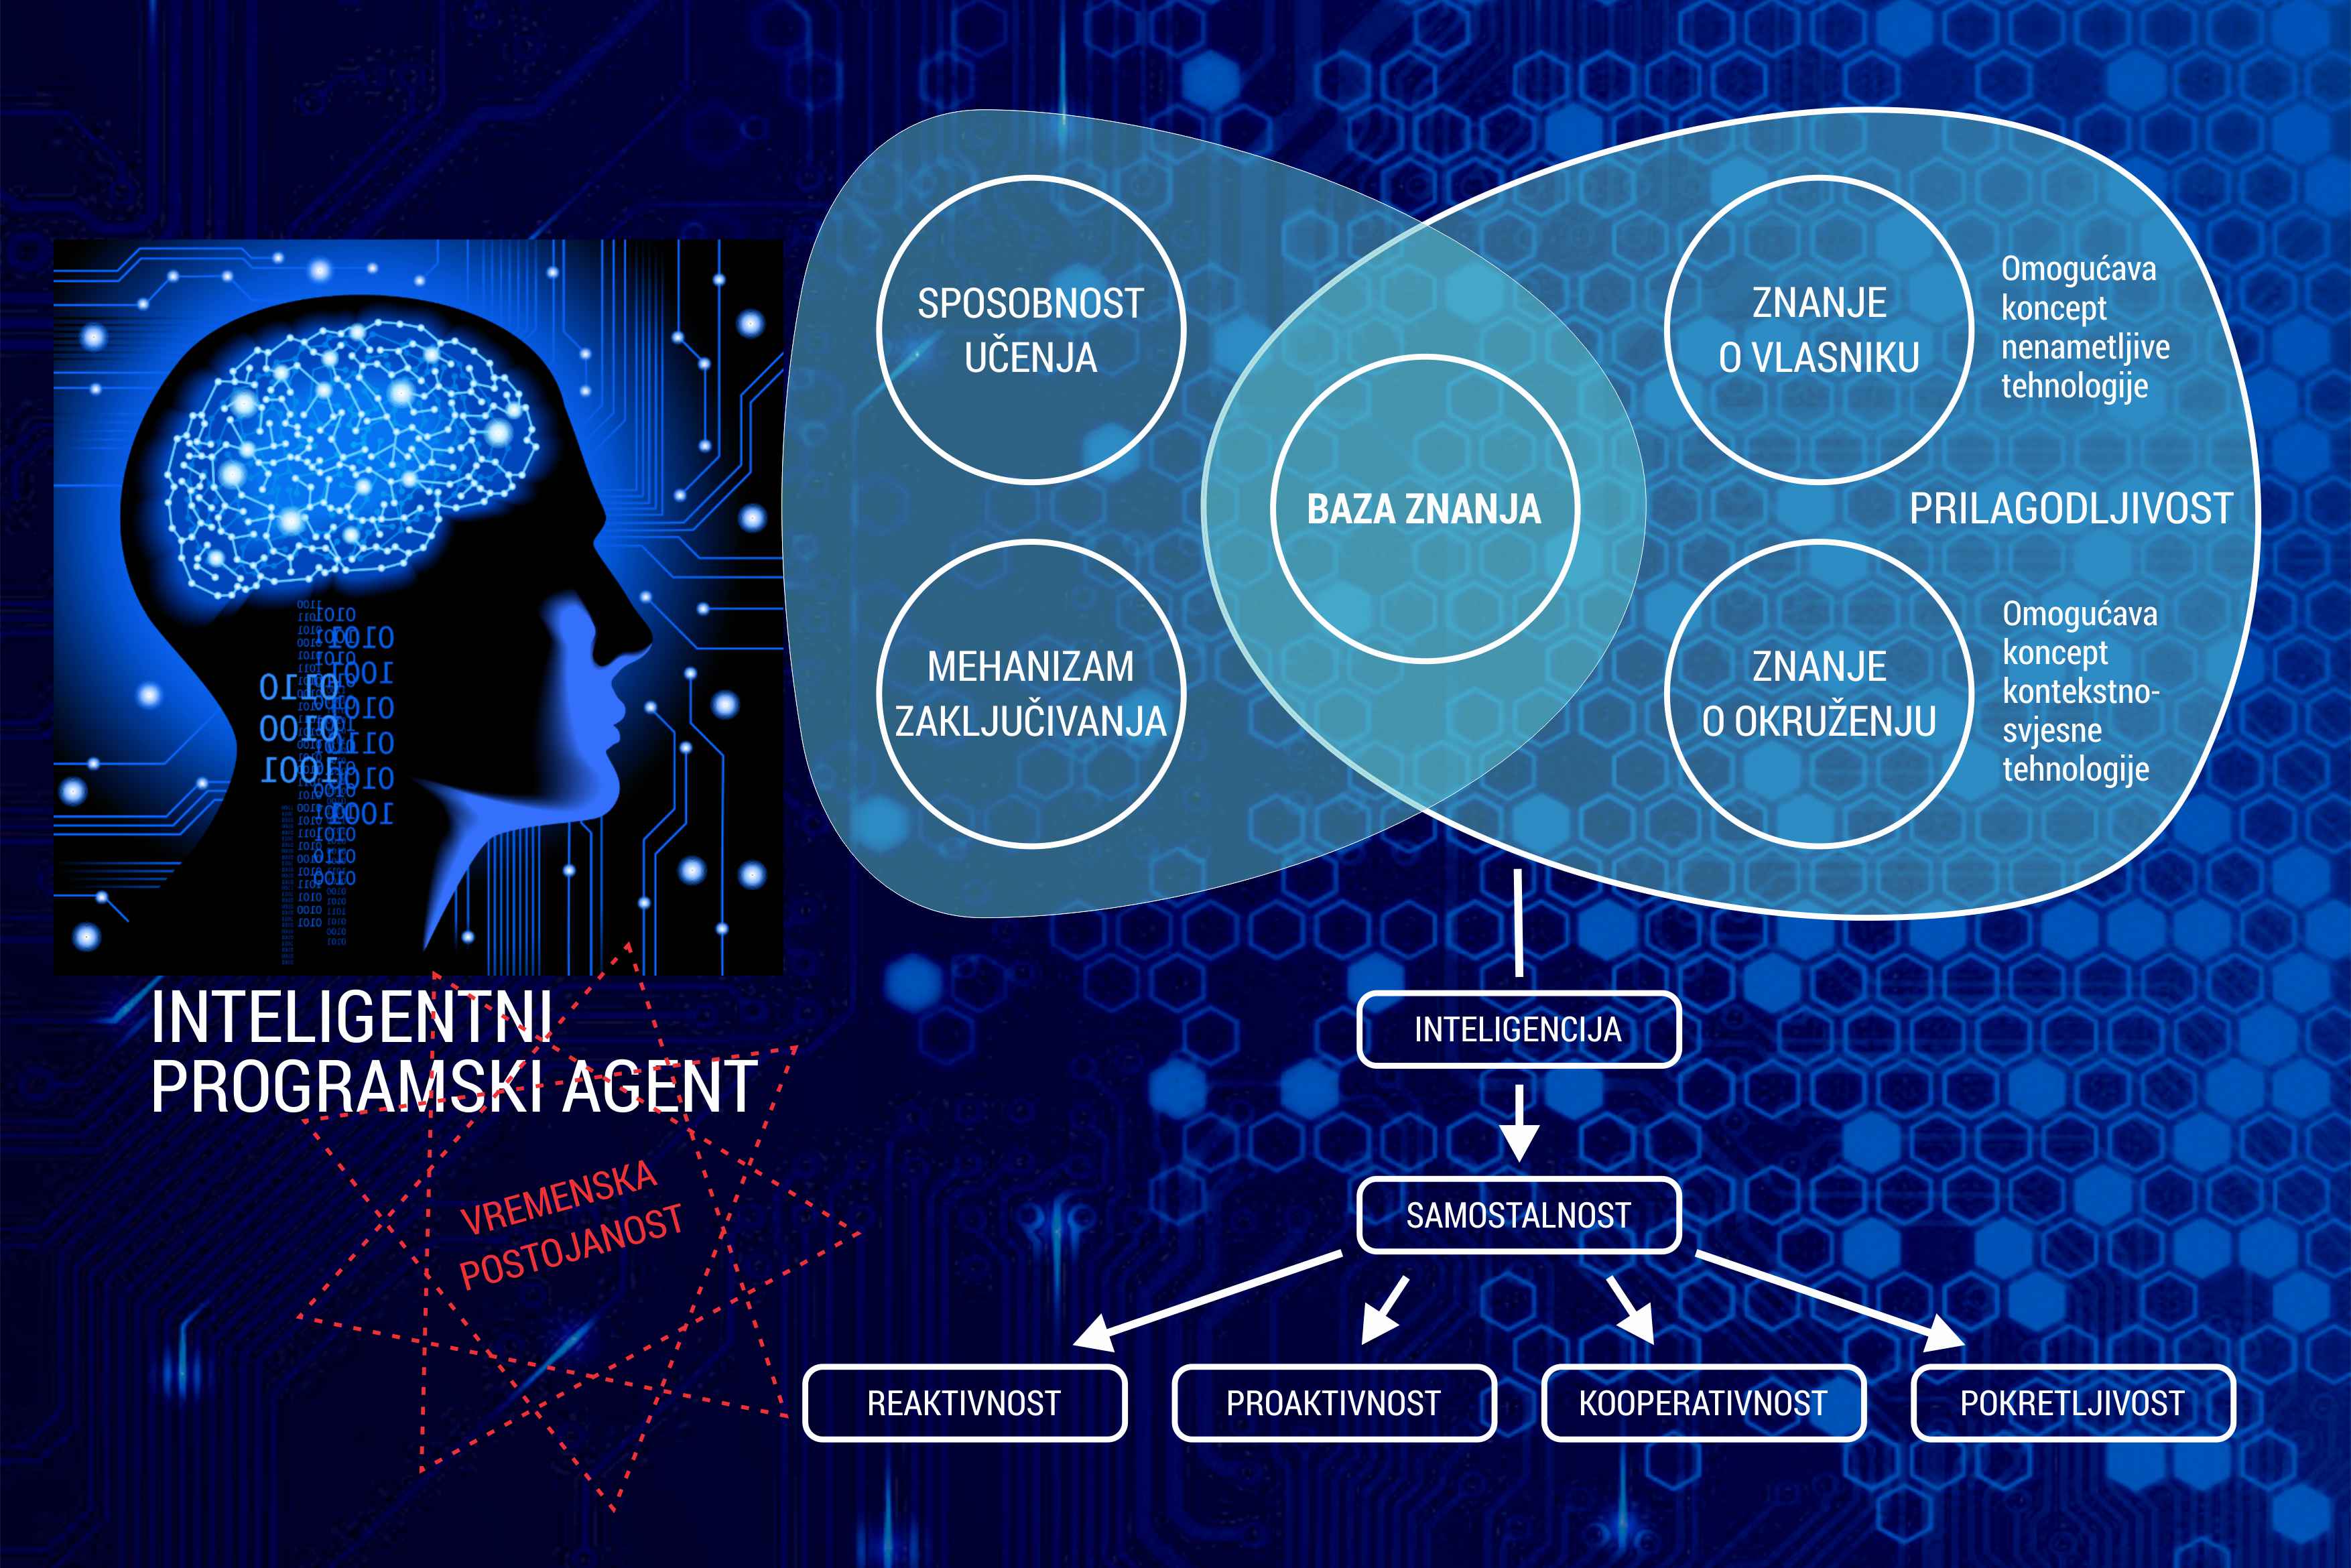 SPOSOBNOST
UČENJA
MEHANIZAM
ZAKLJUČIVANJA
BAZA ZNANJA
ZNANJE
O VLASNIKU
Omogućava
koncept
nenametljive
tehnologije
PRILAGODLJIVOST
ZNANJE
O OKRUŽENJU
Omogućava
koncept
kontekstno-
svjesne
tehnologije
INTELIGENTNI
PROGRAMSKI AGENT
VREMENSKA
POSTOJANOST
INTELIGENCIJA
SAMOSTALNOST
REAKTIVNOST
PROAKTIVNOST
KOOPERATIVNOST
POKRETLJIVOST